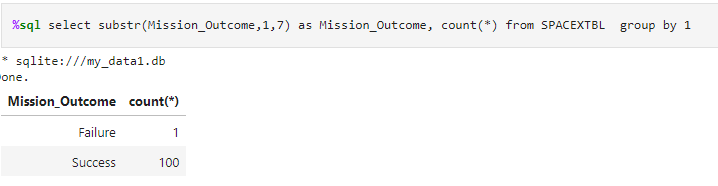 %sql select substr(Mission_Outcome,1,7) as Mission_Outcome, count(*) from SPACEXTBL  group by 1
* sqlite:///my_data1.db
one.
Mission_Outcome count(*)
Failure 1
Success 100